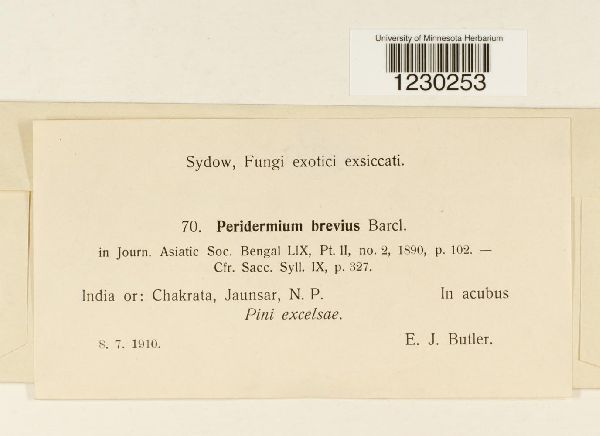 University of Minnesota Herbarium
1230253
Sydow, Fungi exotici exsiccati.
70. Peridermium brevius Barcl.
in Journ. Asiatic Soc. Bengal LIX, Pt. II, no. 2, 1890, p. 102. —
Cfr. Sacc. Syll. IX, p. 327.
India or: Chakrata, Jaunsar, N. P. In acubus
Pini excelsae.
8. 7. 1910. E. J. Butler.